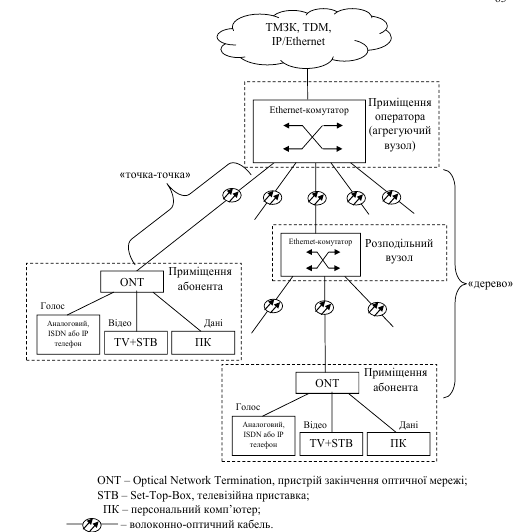 ТМЗК, TDM,
IP/Ethernet
Ethernet-комутатор
Приміщення
оператора
(агрегуючий
вузол)
«точка-точка»
Ethernet-комутатор
Розподільний
вузол
«дерево»
ONT
Приміщення
абонента
Голос
Відео
Дані
Аналоговий,
ISDN або IP
телефон
TV+STB
ПК
ONT
Приміщення
абонента
Голос
Відео
Дані
Аналоговий,
ISDN або IP
телефон
TV+STB
ПК
ONT – Optical Network Termination, пристрій закінчення оптичної мережі;
STB – Set-Top-Box, телевізійна приставка;
ПК – персональний комп’ютер;
– волоконно-оптичний кабель.